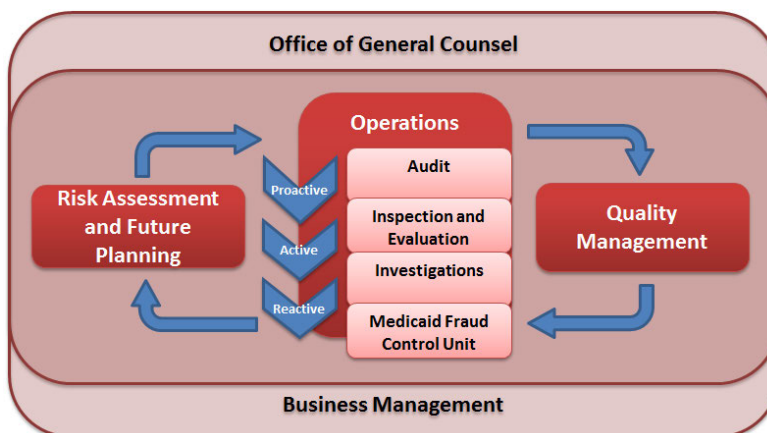 Office of General Counsel
Operations
Audit
Proactive
Risk Assessment
and Future
Planning
Inspection and
Evaluation
Active
Quality
Management
Investigations
Reactive
Medicaid Fraud
Control Unit
Business Management